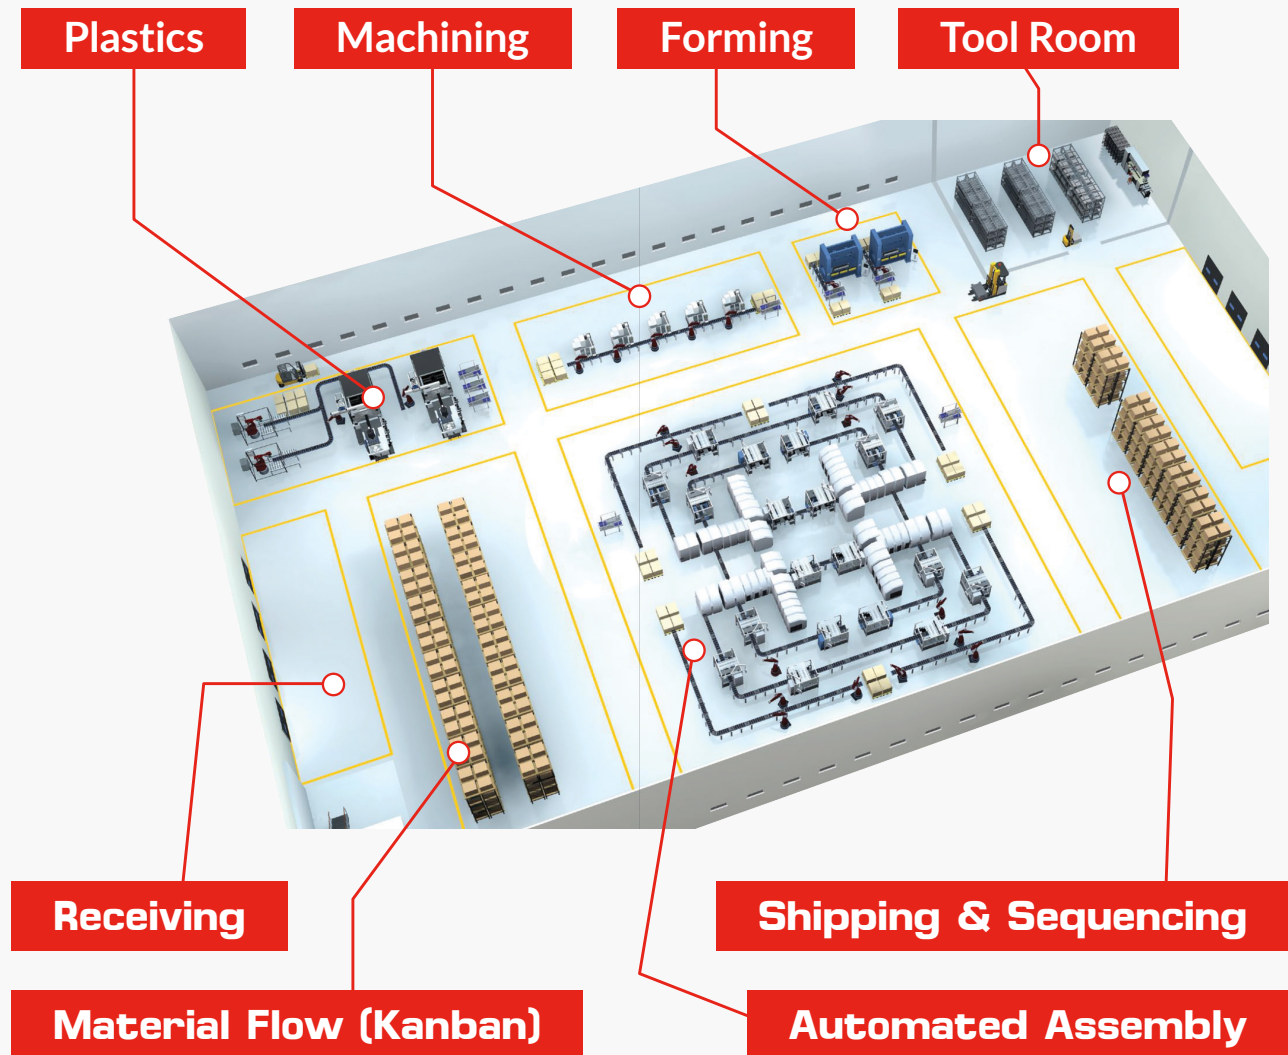 Plastics
Machining
Forming
Tool Room
Receiving
Shipping & Sequencing
Material Flow (Kanban)
Automated Assembly